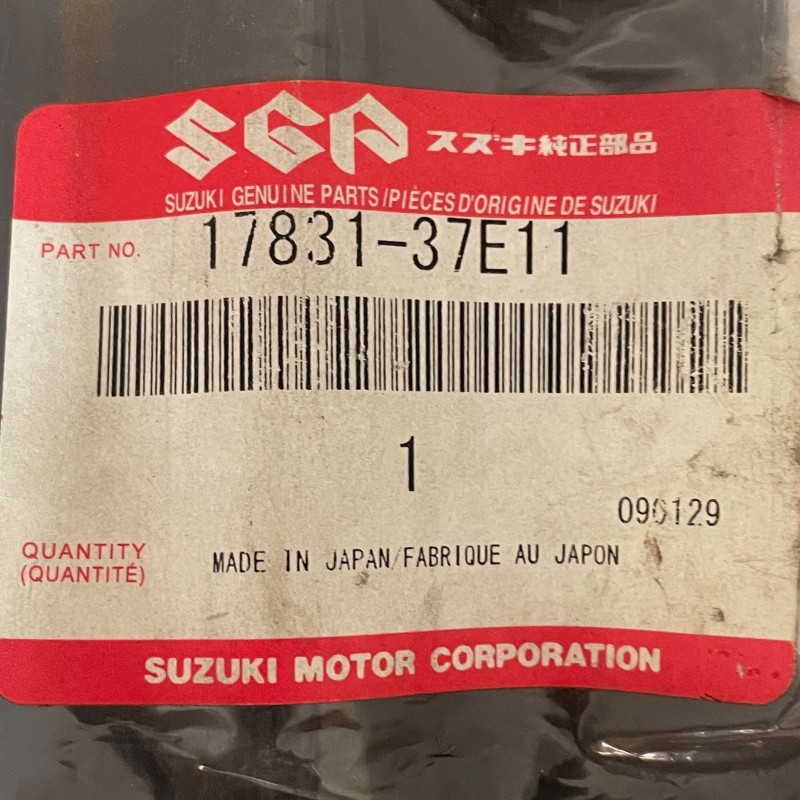 SGP スズキ純正部品
SUZUKI GENUINE PARTS/PIÈCES D'ORIGINE DE SUZUKI
PART NO. 17831-37E11
1
090129
QUANTITY
(QUANTITÉ)
MADE IN JAPAN/FABRIQUE AU JAPON
SUZUKI MOTOR CORPORATION